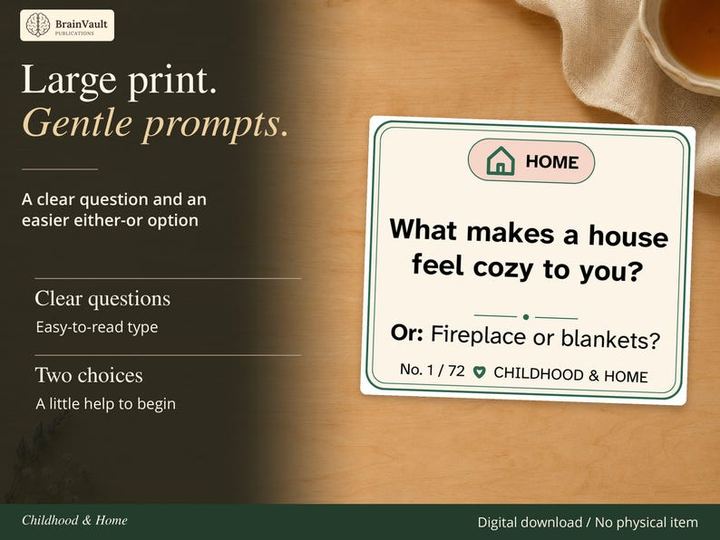 BrainVault
PUBLICATIONS
Large print.
Gentle prompts.
A clear question and an
easier either-or option
Clear questions
Easy-to-read type
Two choices
A little help to begin
HOME
What makes a house
feel cozy to you?
Or: Fireplace or blankets?
No. 1 / 72 CHILDHOOD & HOME
Childhood & Home
Digital download / No physical item